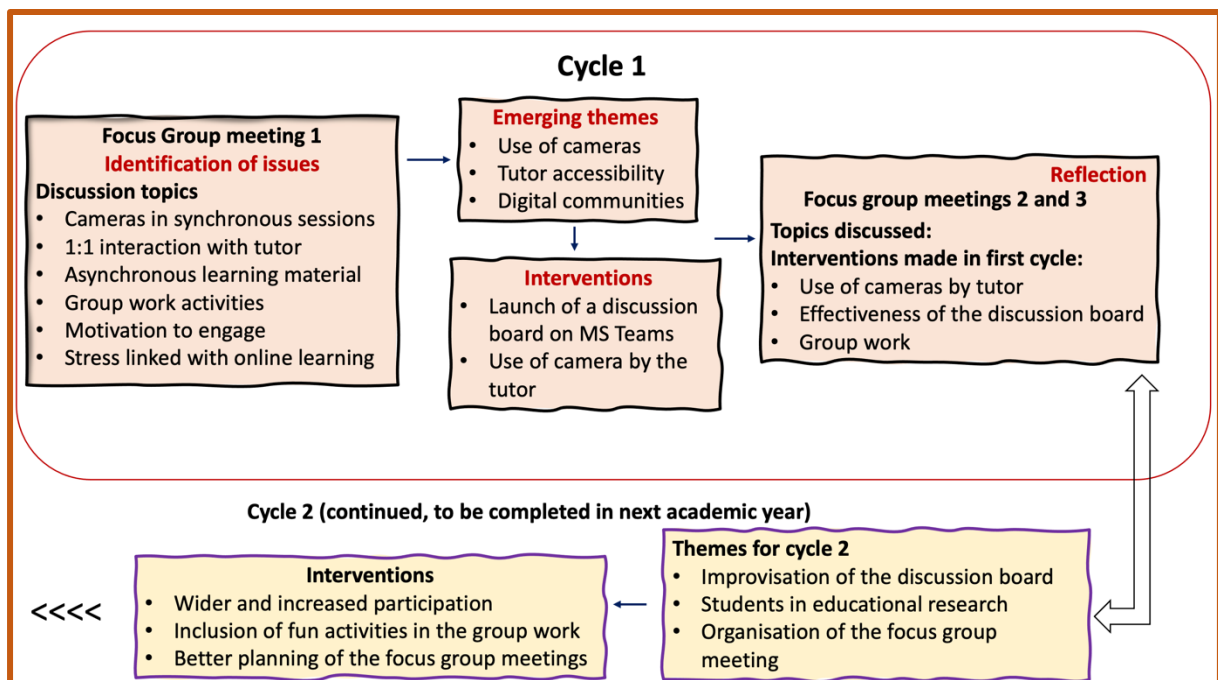 Cycle 1
Focus Group meeting 1
Identification of issues
Discussion topics
• Cameras in synchronous sessions
• 1:1 interaction with tutor
• Asynchronous learning material
• Group work activities
• Motivation to engage
• Stress linked with online learning
Emerging themes
• Use of cameras
• Tutor accessibility
• Digital communities
Interventions
• Launch of a discussion
board on MS Teams
• Use of camera by the
tutor
Reflection
Focus group meetings 2 and 3
Topics discussed:
Interventions made in first cycle:
• Use of cameras by tutor
• Effectiveness of the discussion board
• Group work
Cycle 2 (continued, to be completed in next academic year)
Themes for cycle 2
• Improvisation of the discussion board
• Students in educational research
• Organisation of the focus group
meeting
Interventions
• Wider and increased participation
• Inclusion of fun activities in the group work
• Better planning of the focus group meetings
<<<<